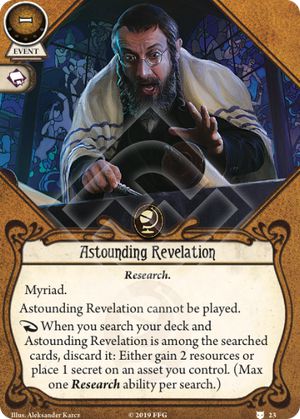 EVENT
Astounding Revelation
Research.
Myriad.
Astounding Revelation cannot be played.
When you search your deck and
Astounding Revelation is among the searched
cards, discard it: Either gain 2 resources or
place 1 secret on an asset you control. (Max
one Research ability per search.)
Illus. Aleksander Karcz
© 2019 FFG
23